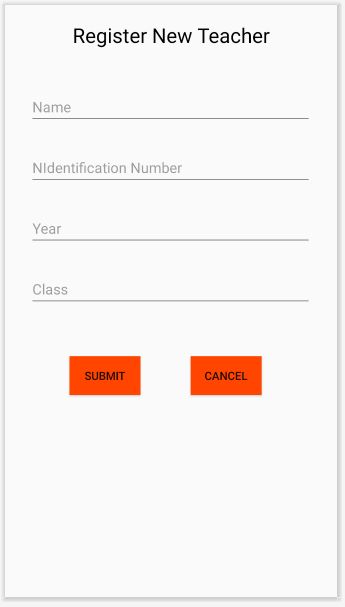 Register New Teacher
Name
NIdentification Number
Year
Class
SUBMIT
CANCEL